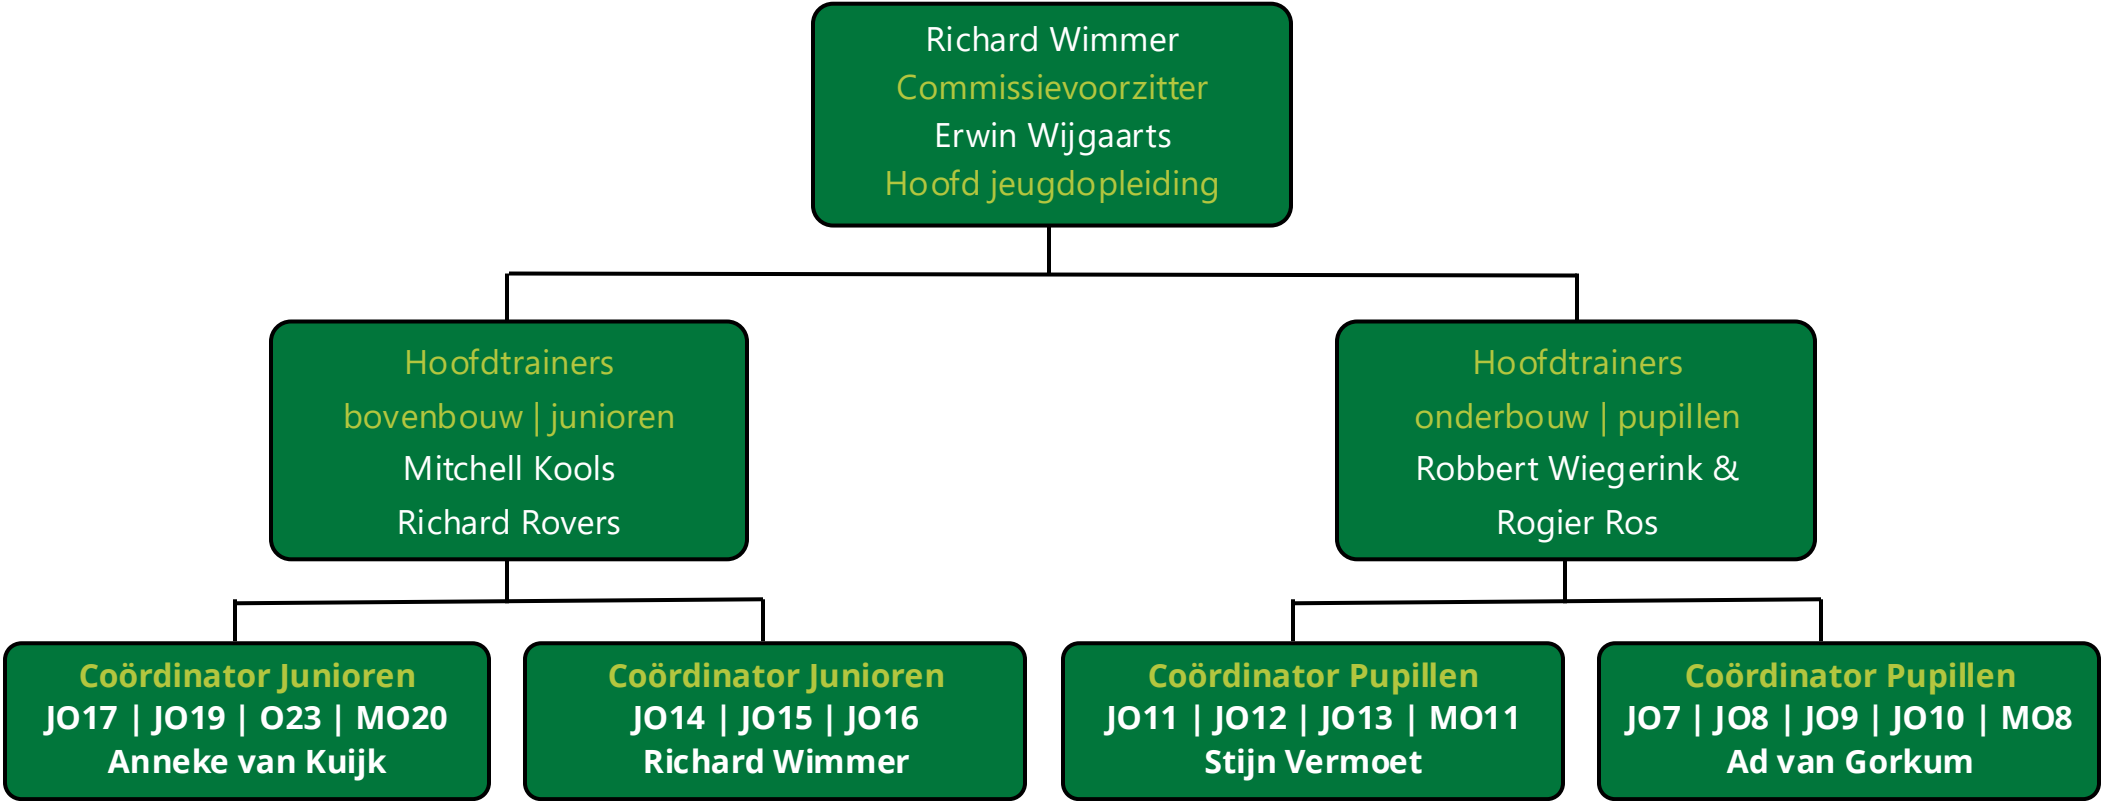 Richard Wimmer
Commissievoorzitter
Erwin Wijgaarts
Hoofd jeugdopleiding
Hoofdtrainers
bovenbouw | junioren
Mitchell Kools
Richard Rovers
Hoofdtrainers
onderbouw | pupillen
Robbert Wiegerink &
Rogier Ros
Coördinator Junioren
JO17 | JO19 | O23 | MO20
Anneke van Kuijk
Coördinator Junioren
JO14 | JO15 | JO16
Richard Wimmer
Coördinator Pupillen
JO11 | JO12 | JO13 | MO11
Stijn Vermoet
Coördinator Pupillen
JO7 | JO8 | JO9 | JO10 | MO8
Ad van Gorkum